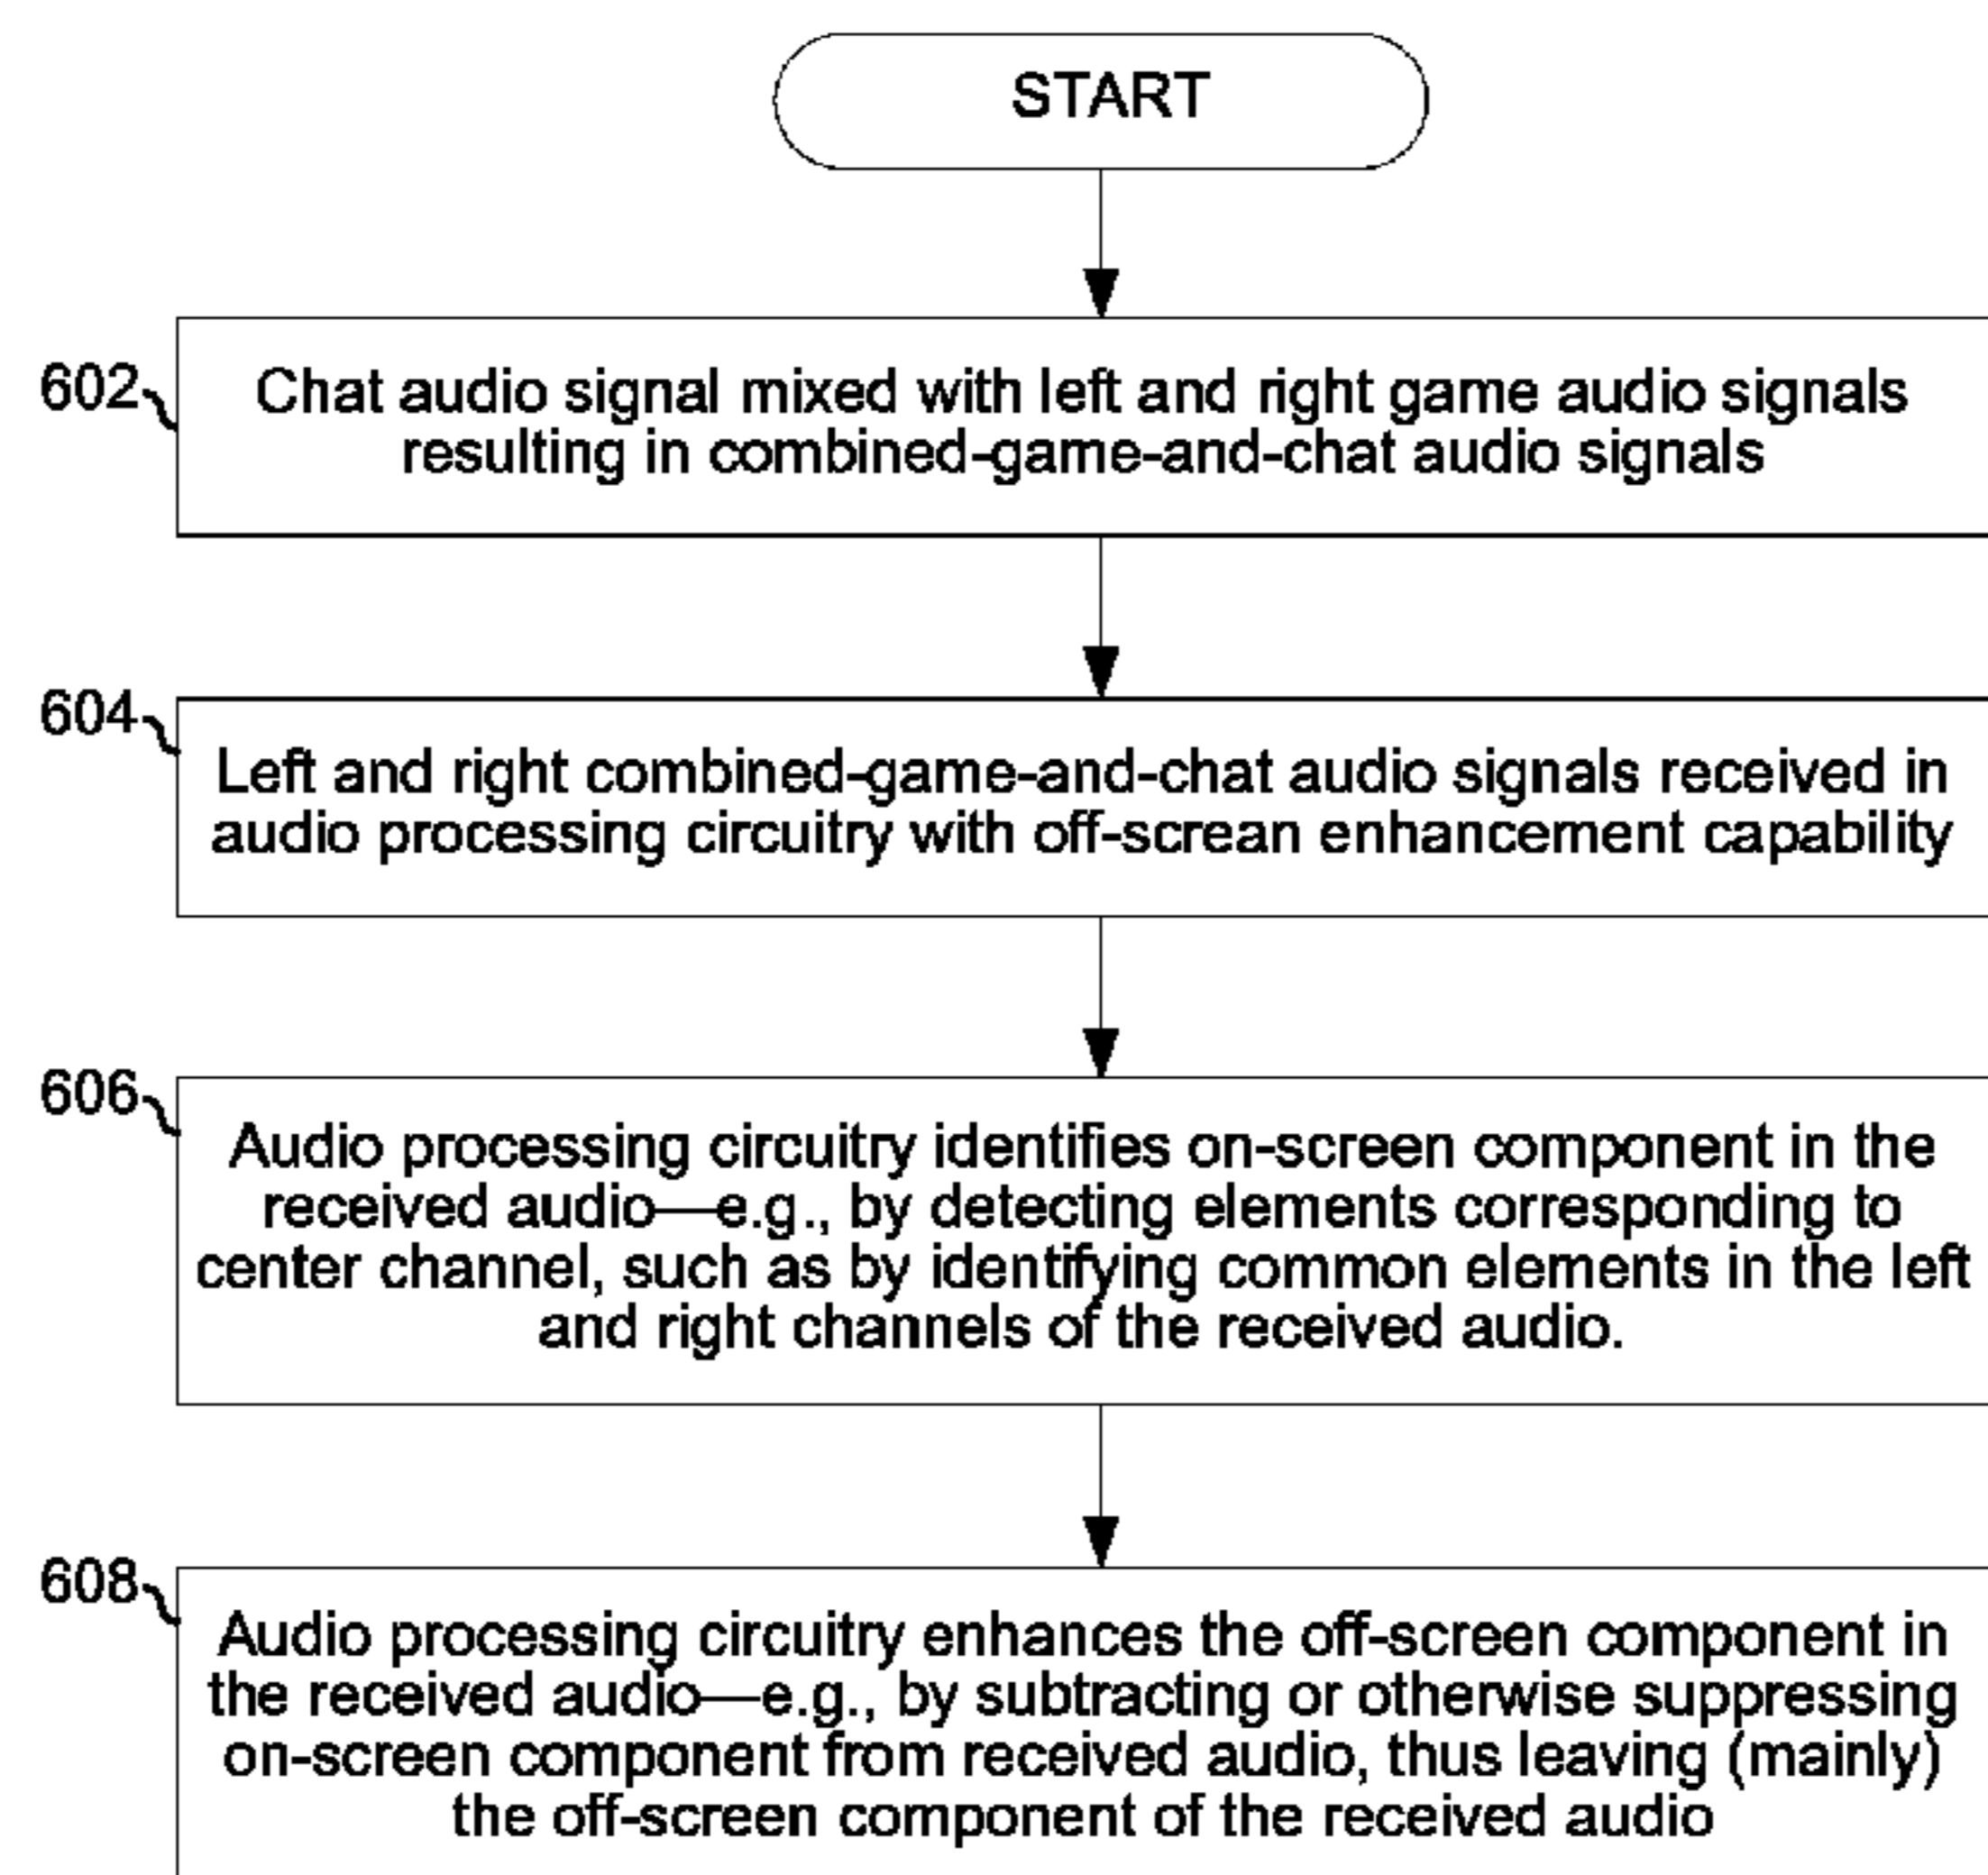 START
602
Chat audio signal mixed with left and right game audio signals
resulting in combined-game-and-chat audio signals
604
Left and right combined-game-and-chat audio signals received in
audio processing circuitry with off-screan enhancement capability
606
Audio processing circuitry identifies on-screen component in the
received audio—e.g., by detecting elements corresponding to
center channel, such as by identifying common elements in the left
and right channels of the received audio.
608
Audio processing circuitry enhances the off-screen component in
the received audio—e.g., by subtracting or otherwise suppressing
on-screen component from received audio, thus leaving (mainly)
the off-screen component of the received audio